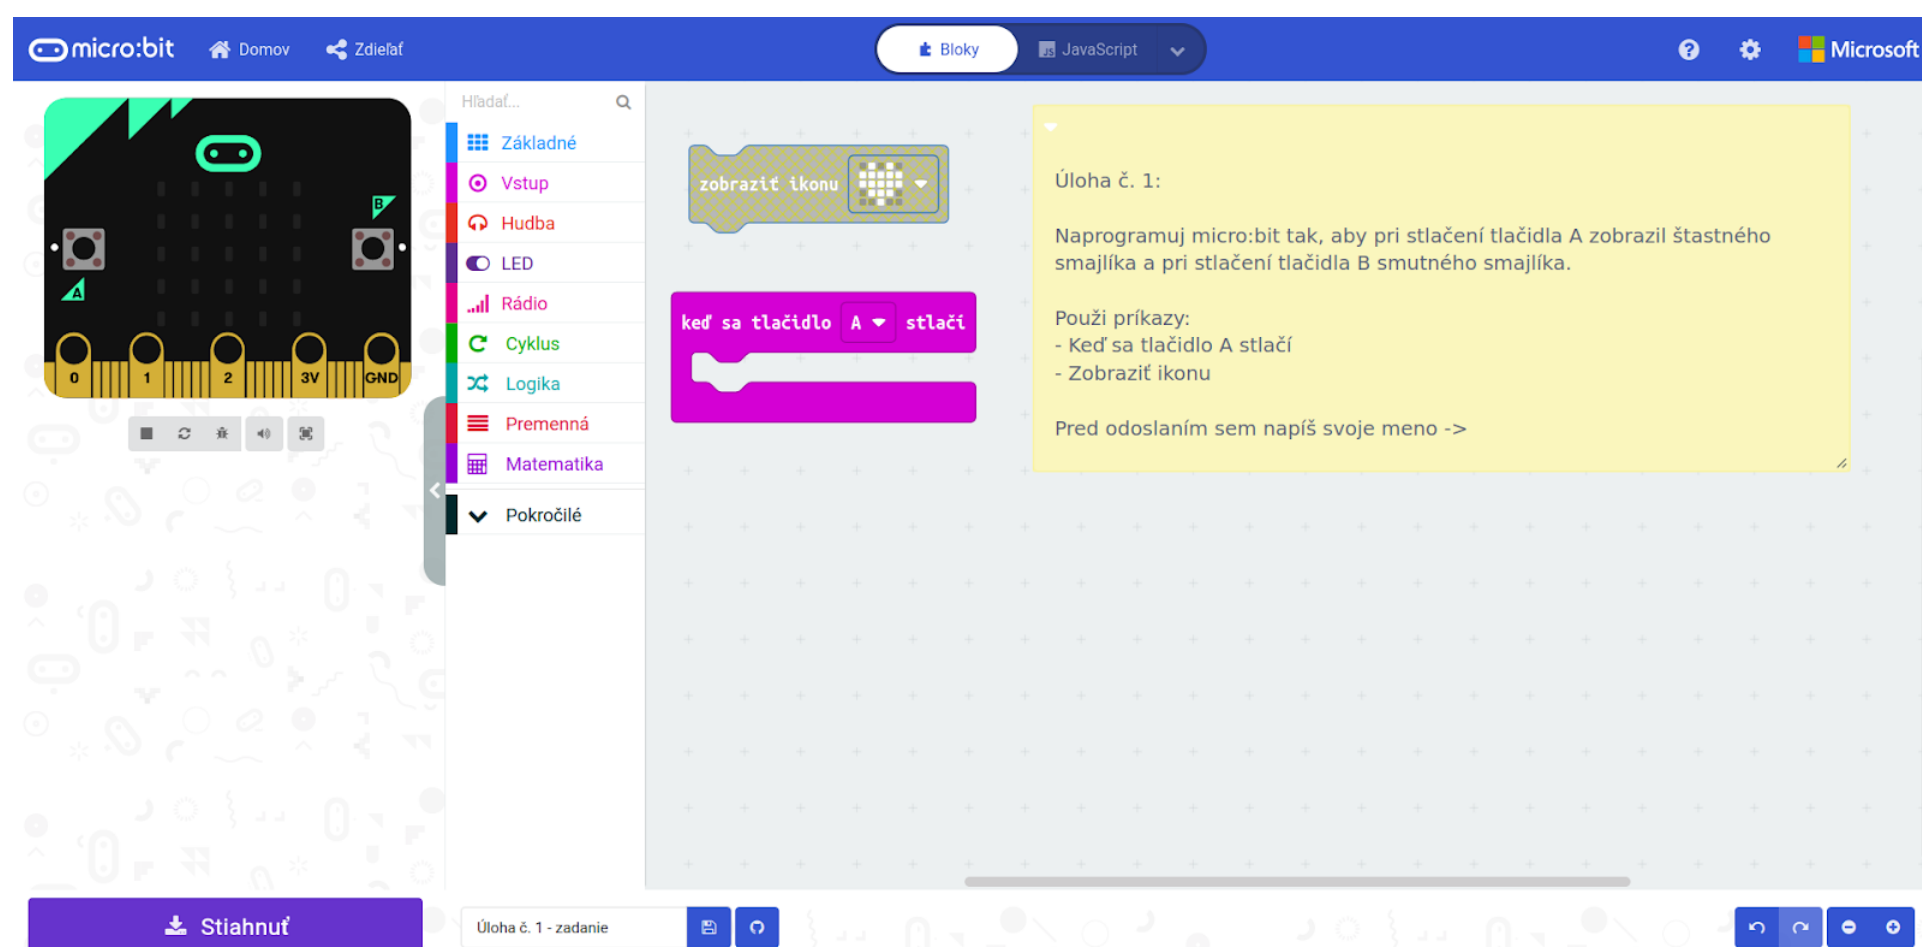 micro:bit Domov Zdieľať Bloky JS JavaScript Microsoft
Hľadať...
Základné
Vstup
Hudba
LED
Rádio
Cyklus
Logika
Premenná
Matematika
Pokročilé
B
A
0 1 2 3V GND
zobraziť ikonu
keď sa tlačidlo A stlačí
Úloha č. 1:
Naprogramuj micro:bit tak, aby pri stlačení tlačidla A zobrazil štastného
smajlíka a pri stlačení tlačidla B smutného smajlíka.
Použi príkazy:
- Keď sa tlačidlo A stlačí
- Zobraziť ikonu
Pred odoslaním sem napíš svoje meno ->
Stiahnuť
Úloha č. 1 - zadanie